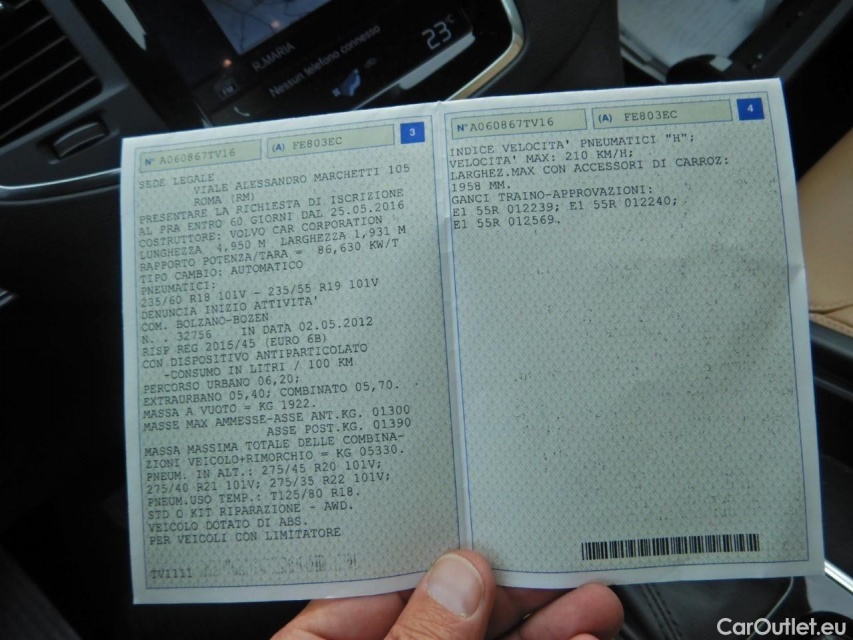 R.MARIA
Nessun telefono connesso
23°C
N° A060867TV16
(A) FE803EC
3
SEDE LEGALE
VIALE ALESSANDRO MARCHETTI 105
ROMA (RM)
PRESENTARE LA RICHIESTA DI ISCRIZIONE
AL PRA ENTRO 60 GIORNI DAL 25.05.2016
COSTRUTTORE: VOLVO CAR CORPORATION
LUNGHEZZA 4,950 M LARGHEZZA 1,931 M
RAPPORTO POTENZA/TARA = 86,630 KW/T
TIPO CAMBIO: AUTOMATICO
PNEUMATICI:
235/60 R18 101V - 235/55 R19 101V
DENUNCIA INIZIO ATTIVITA'
COM. BOLZANO-BOZEN
N. . 32756 IN DATA 02.05.2012
RISP REG 2015/45 (EURO 6B)
CON DISPOSITIVO ANTIPARTICOLATO
-CONSUMO IN LITRI / 100 KM
PERCORSO URBANO 06,20;
EXTRAURBANO 05,40; COMBINATO 05,70.
MASSA A VUOTO = KG 1922.
MASSE MAX AMMESSE-ASSE ANT.KG. 01300
ASSE POST.KG. 01390
MASSA MASSIMA TOTALE DELLE COMBINA-
ZIONI VEICOLO+RIMORCHIO = KG 05330.
PNEUM. IN ALT.: 275/45 R20 101V;
275/40 R21 101V; 275/35 R22 101V;
PNEUM.USO TEMP.: T125/80 R18.
STD O KIT RIPARAZIONE - AWD.
VEICOLO DOTATO DI ABS.
PER VEICOLI CON LIMITATORE
TV1111
N° A060867TV16
(A) FE803EC
4
INDICE VELOCITA' PNEUMATICI "H";
VELOCITA' MAX: 210 KM/H;
LARGHEZ.MAX CON ACCESSORI DI CARROZ:
1958 MM.
GANCI TRAINO-APPROVAZIONI:
E1 55R 012239; E1 55R 012240;
E1 55R 012569.
CarOutlet.eu